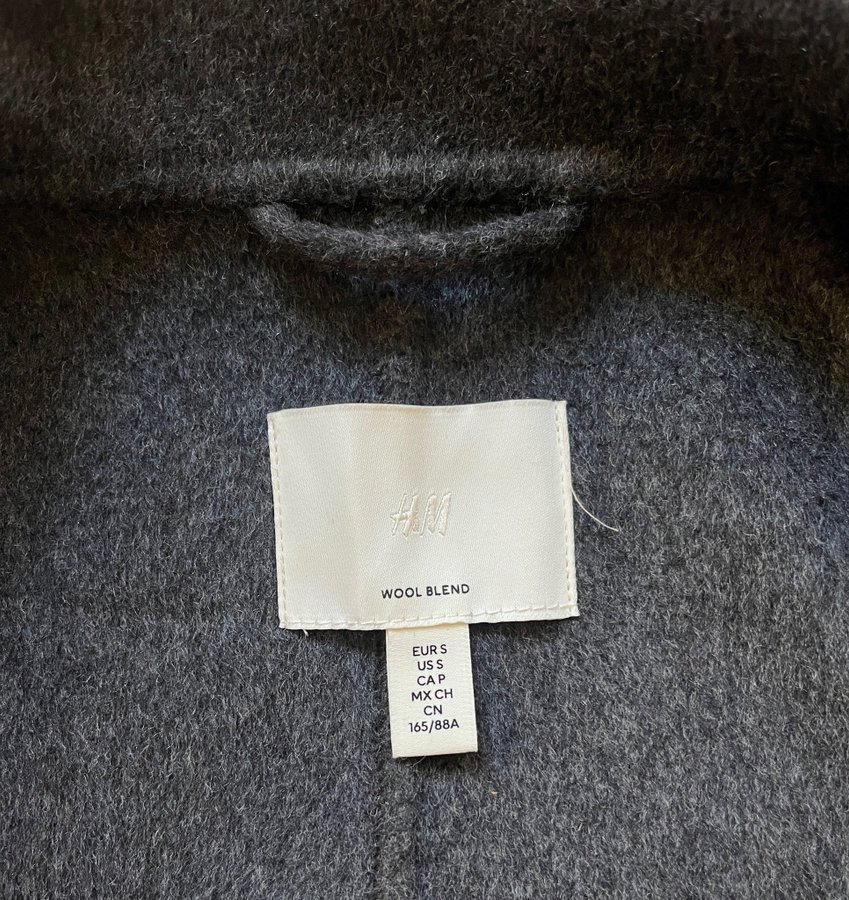 H&M
WOOL BLEND
EUR S
US S
CA P
MX CH
CN
165/88A